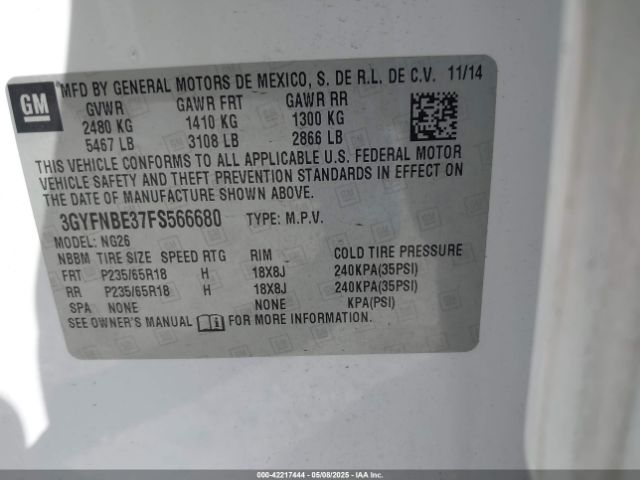 GM
MFD BY GENERAL MOTORS DE MEXICO, S. DE R.L. DE C.V. 11/14
GVWR GAWR FRT GAWR RR
2480 KG 1410 KG 1300 KG
5467 LB 3108 LB 2866 LB
THIS VEHICLE CONFORMS TO ALL APPLICABLE U.S. FEDERAL MOTOR
VEHICLE SAFETY AND THEFT PREVENTION STANDARDS IN EFFECT ON
THE DATE OF MANUFACTURE SHOWN ABOVE.
3GYFNBE37FS566680 TYPE: M.P.V.
MODEL: NG26
NBBM TIRE SIZE SPEED RTG RIM COLD TIRE PRESSURE
FRT P235/65R18 H 18X8J 240KPA(35PSI)
RR P235/65R18 H 18X8J 240KPA(35PSI)
SPA NONE NONE KPA(PSI)
SEE OWNER'S MANUAL FOR MORE INFORMATION.
000-42217444 - 05/08/2025 - IAAI.com